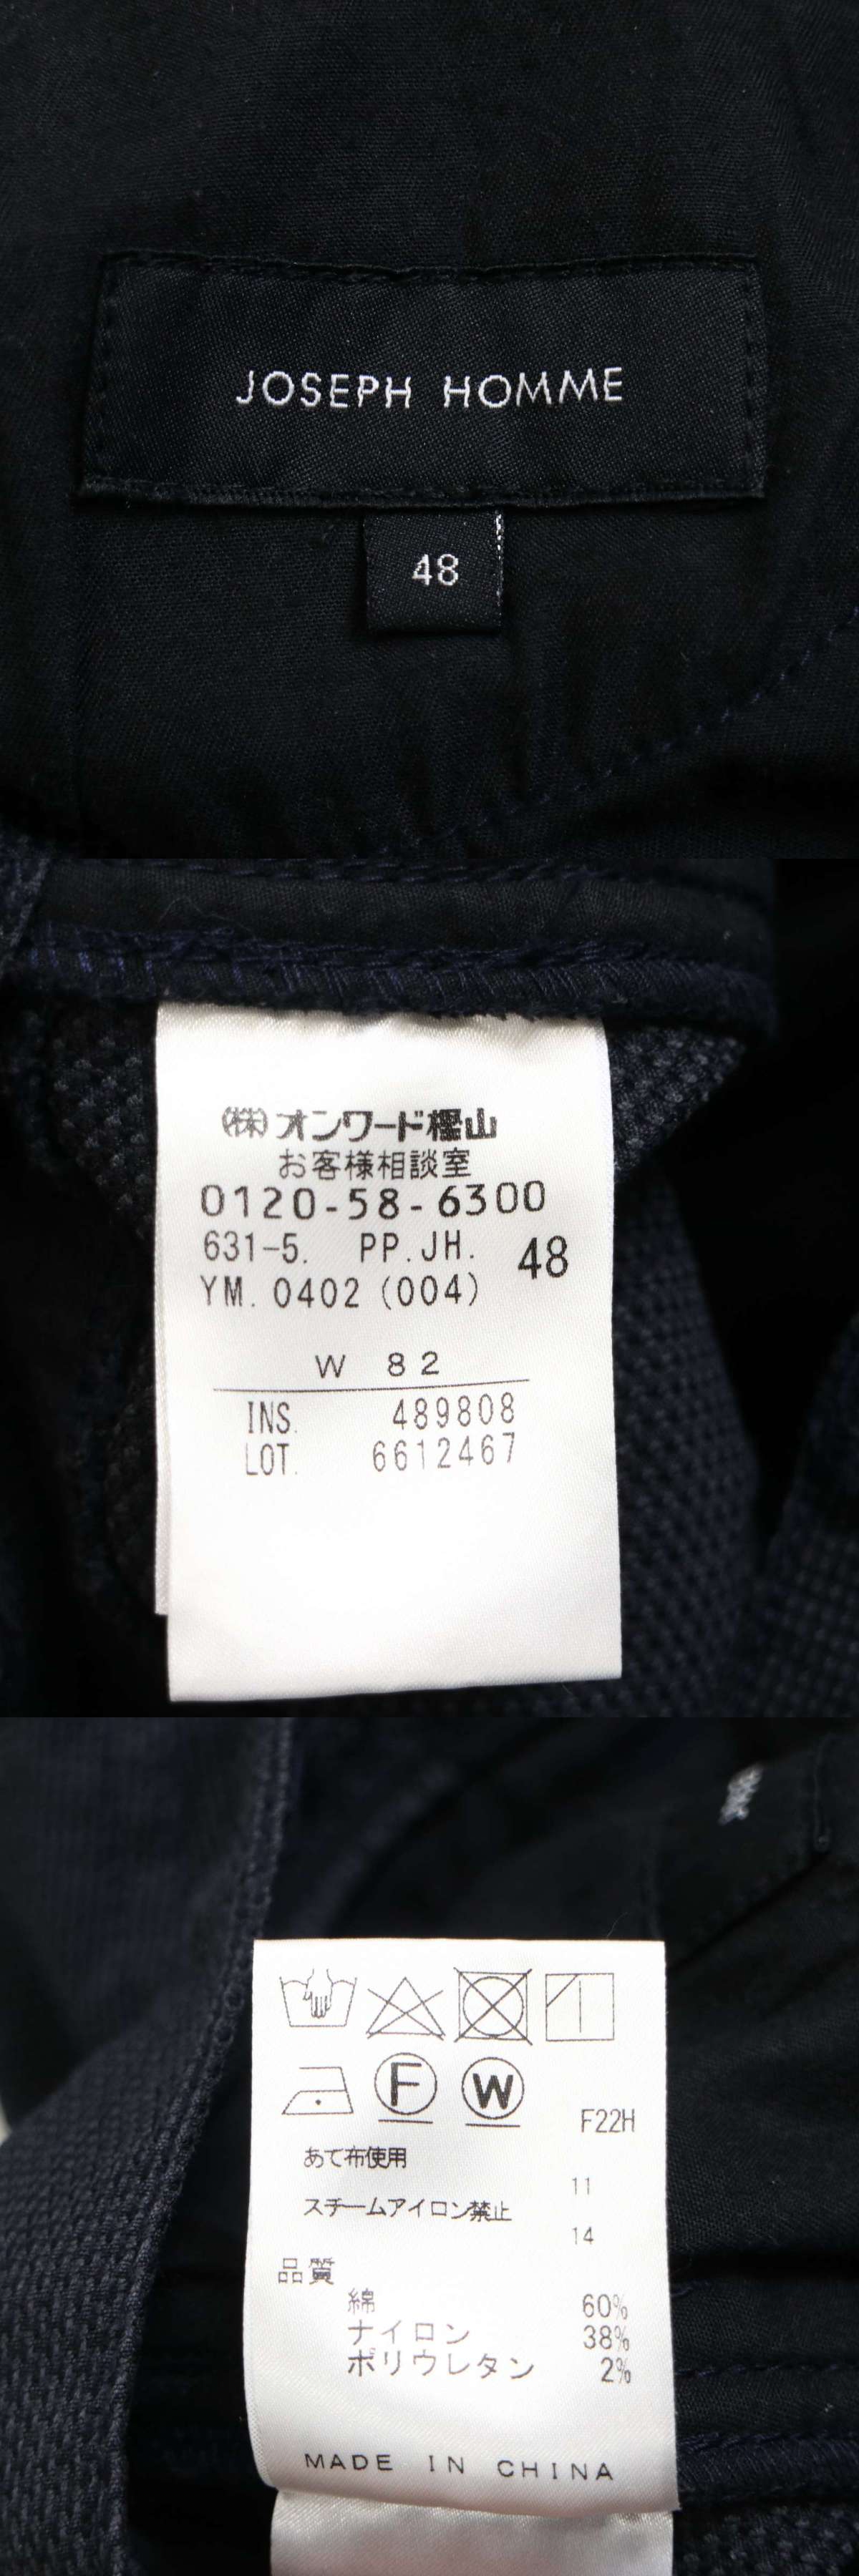 JOSEPH HOMME
48
㈱オンワード樫山
お客様相談室
0120-58-6300
631-5. PP.JH. 48
YM. 0402 (004)
W 82
INS. 489808
LOT. 6612467
F
W
F22H
あて布使用
11
スチームアイロン禁止
14
品質
綿 60%
ナイロン 38%
ポリウレタン 2%
MADE IN CHINA